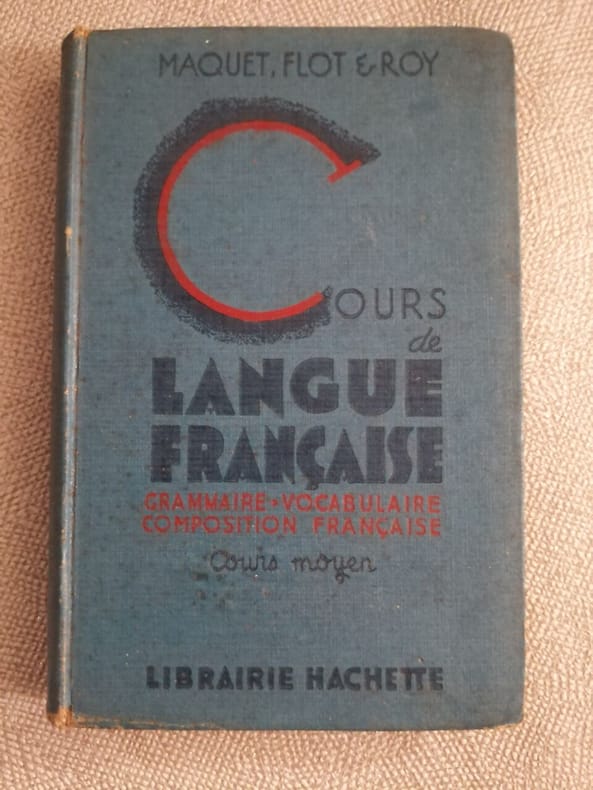 MAQUET, FLOT & ROY
COURS
de
LANGUE
FRANÇAISE
GRAMMAIRE • VOCABULAIRE
COMPOSITION FRANÇAISE
Cours moyen
LIBRAIRIE HACHETTE